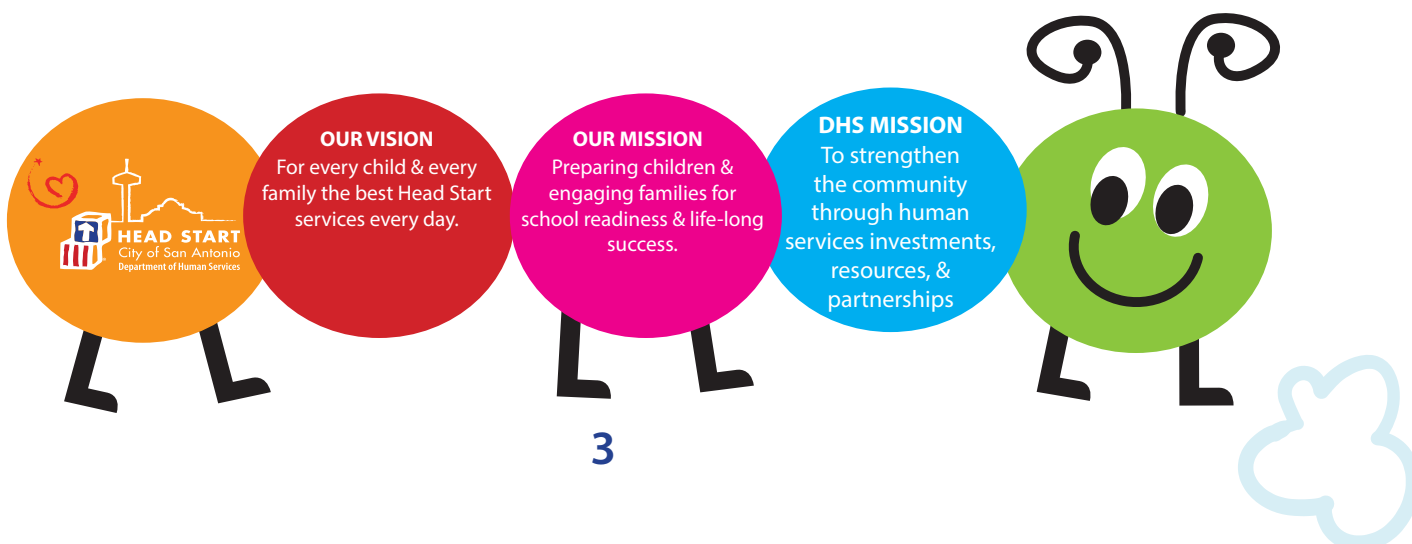 HEAD START
City of San Antonio
Department of Human Services
OUR VISION
For every child & every
family the best Head Start
services every day.
OUR MISSION
Preparing children &
engaging families for
school readiness & life-long
success.
DHS MISSION
To strengthen
the community
through human
services investments,
resources, &
partnerships
3